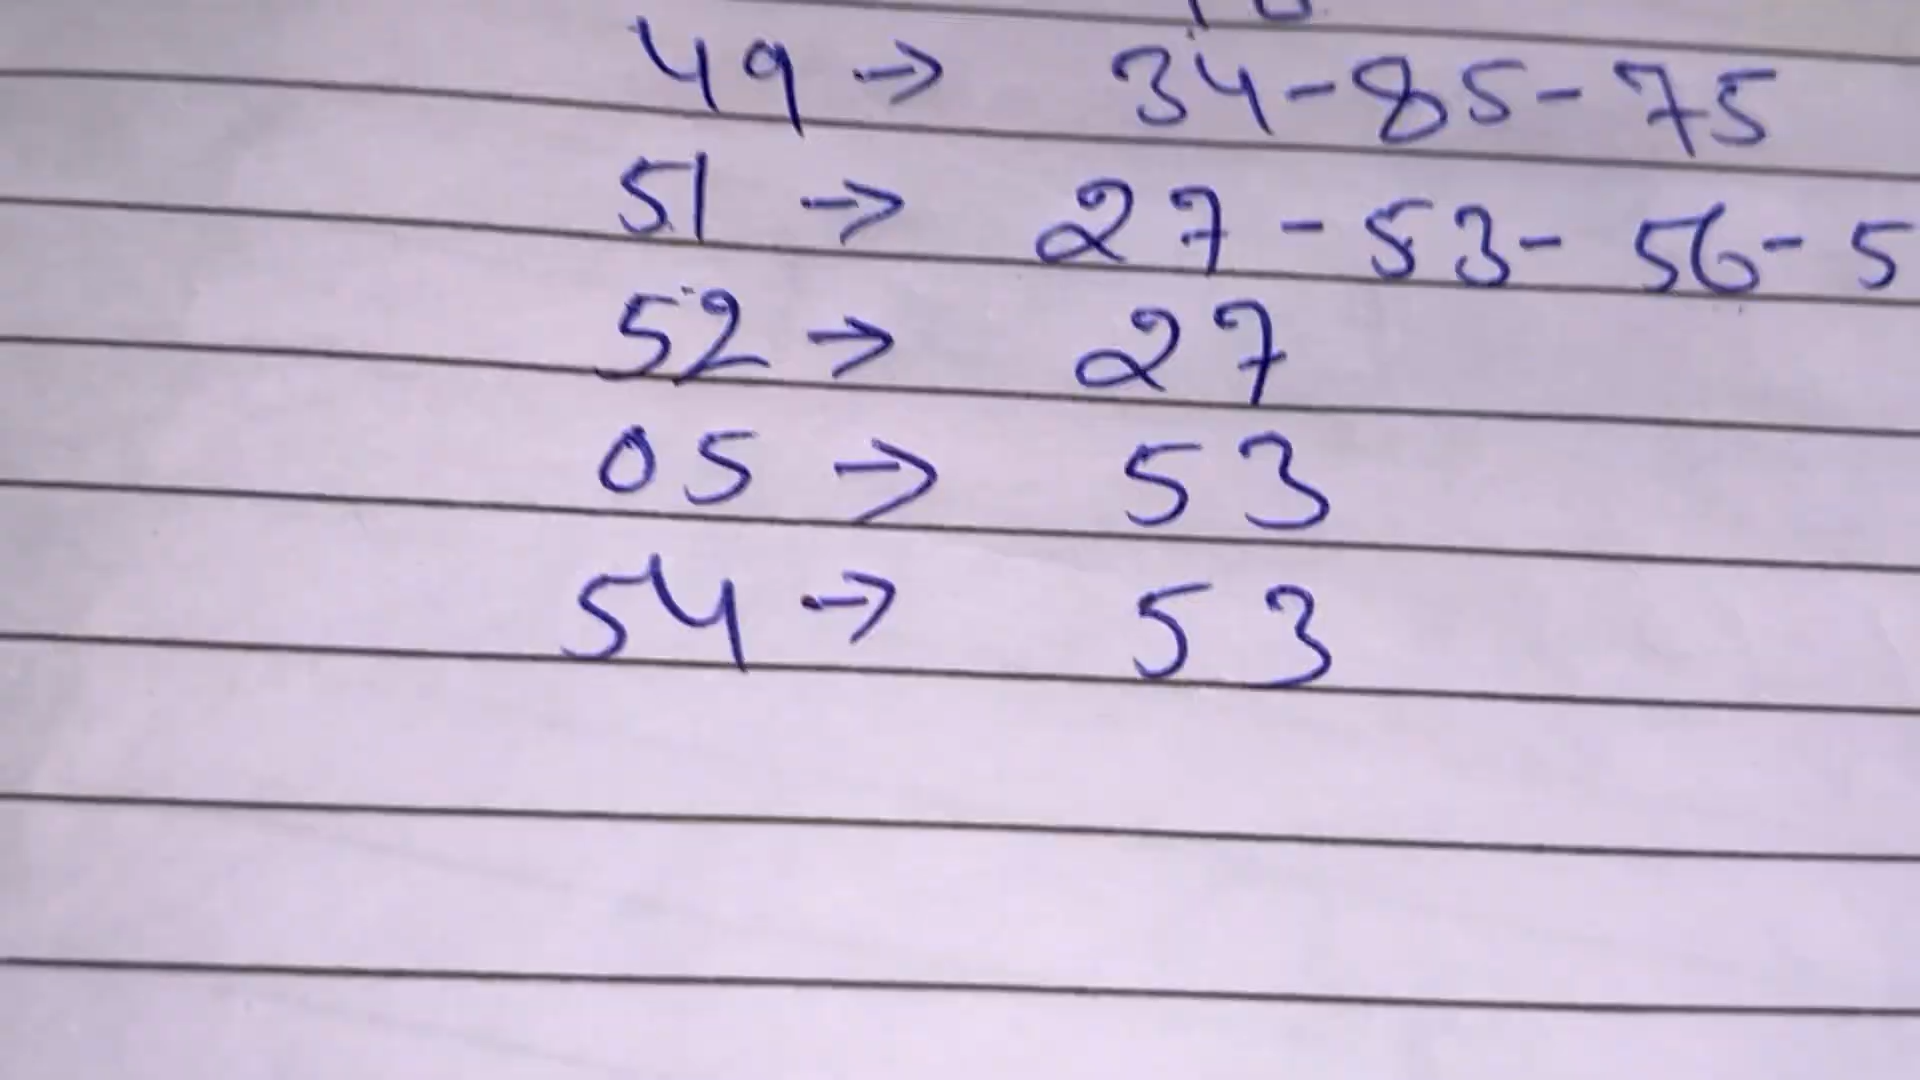 49 → 34-85-75
51 → 27-53-56-5
52 → 27
05 → 53
54 → 53